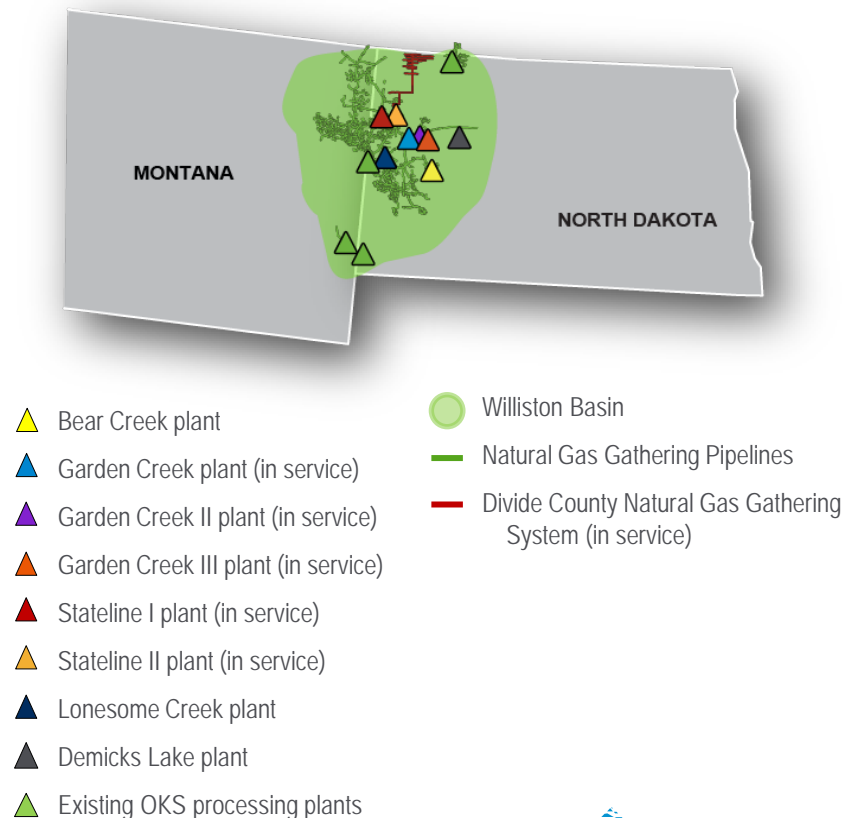 MONTANA
NORTH DAKOTA
Bear Creek plant
Garden Creek plant (in service)
Garden Creek II plant (in service)
Garden Creek III plant (in service)
Stateline I plant (in service)
Stateline II plant (in service)
Lonesome Creek plant
Demicks Lake plant
Existing OKS processing plants
Williston Basin
Natural Gas Gathering Pipelines
Divide County Natural Gas Gathering
System (in service)